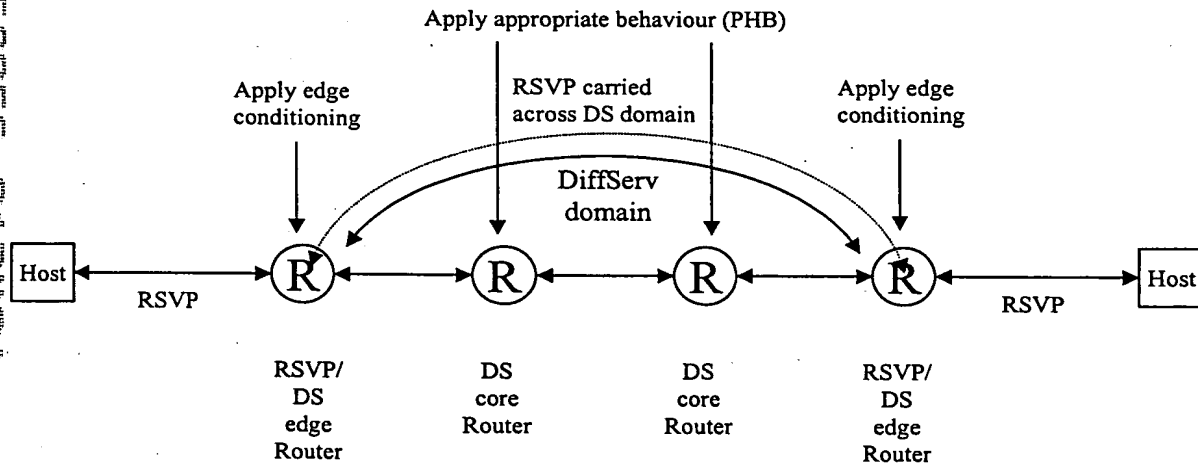 Apply appropriate behaviour (PHB)
Apply edge
conditioning
RSVP carried
across DS domain
Apply edge
conditioning
DiffServ
domain
Host
R
R
R
R
Host
RSVP
RSVP
RSVP/
DS
edge
Router
DS
core
Router
DS
core
Router
RSVP/
DS
edge
Router